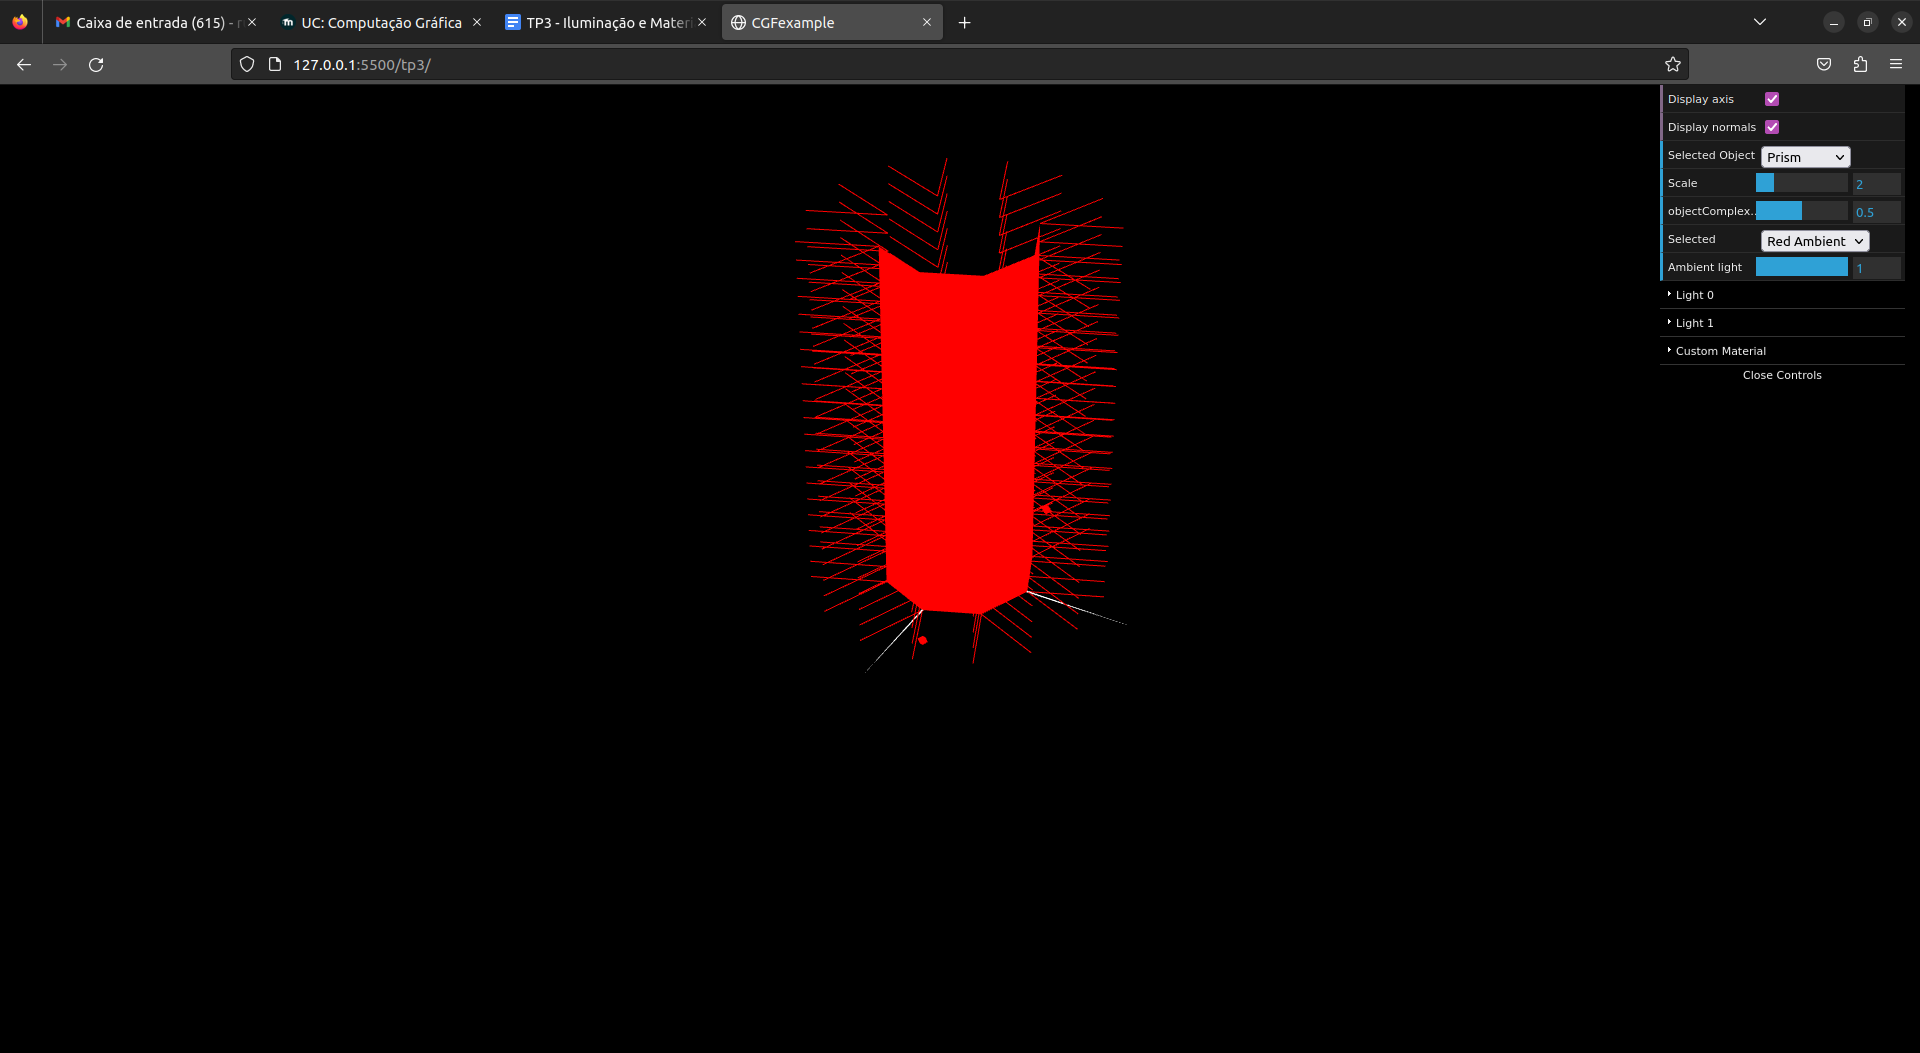 Caixa de entrada (615) -
UC: Computação Gráfica
TP3 - Iluminação e Mater
CGFexample
127.0.0.1:5500/tp3/
Display axis
Display normals
Selected Object Prism
Scale 2
objectComplex... 0.5
Selected Red Ambient
Ambient light 1
Light 0
Light 1
Custom Material
Close Controls